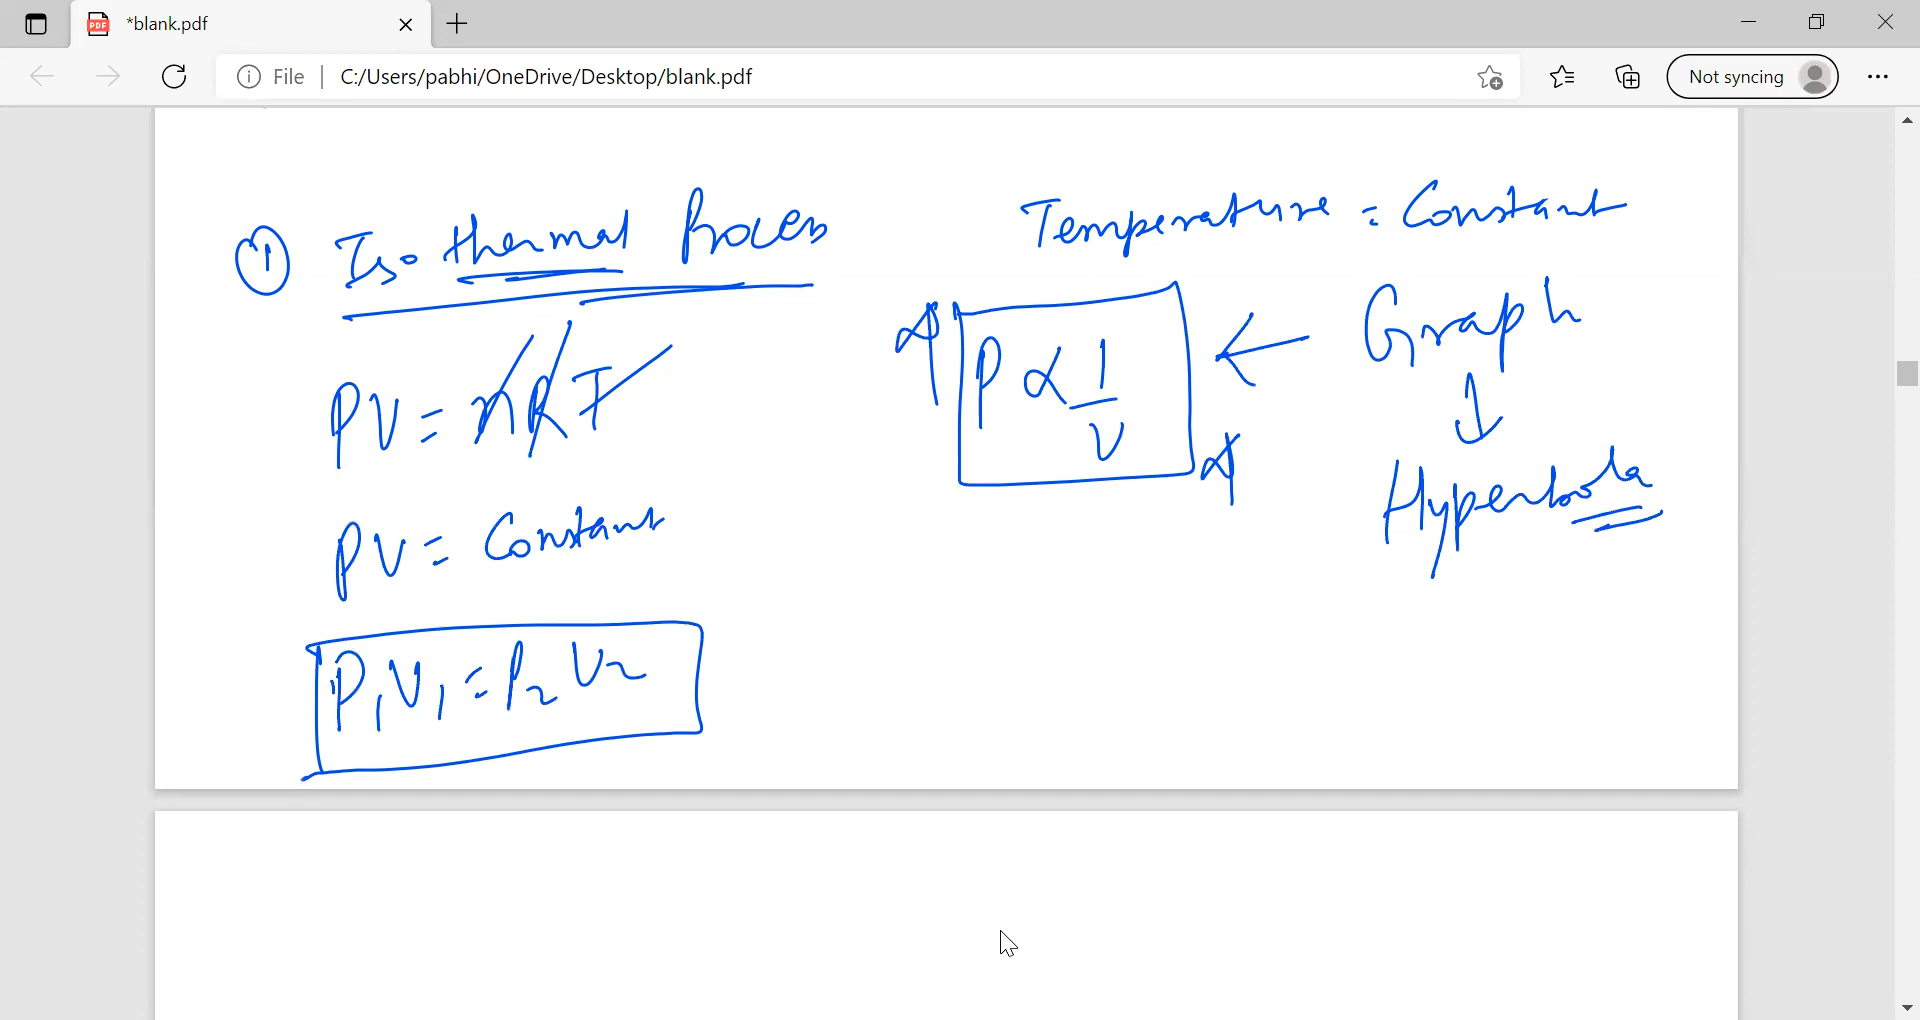 *blank.pdf
File | C:/Users/pabhi/OneDrive/Desktop/blank.pdf
Not syncing
① Iso thermal Process
Temperature = Constant
PV = nRT
P ∝ 1/V
Graph
Hyperbola
PV = Constant
P₁V₁ = P₂V₂